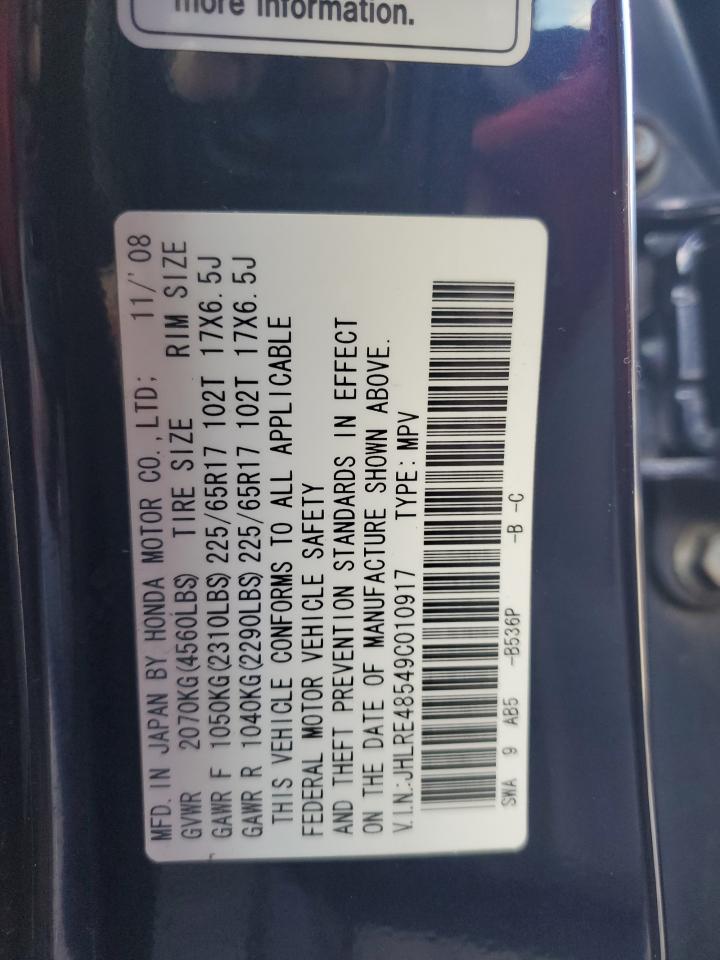 more information.
MFD. IN JAPAN BY HONDA MOTOR CO., LTD; 11/'08
GVWR 2070KG(4560LBS) TIRE SIZE RIM SIZE
GAWR F 1050KG(2310LBS) 225/65R17 102T 17X6.5J
GAWR R 1040KG(2290LBS) 225/65R17 102T 17X6.5J
THIS VEHICLE CONFORMS TO ALL APPLICABLE
FEDERAL MOTOR VEHICLE SAFETY
AND THEFT PREVENTION STANDARDS IN EFFECT
ON THE DATE OF MANUFACTURE SHOWN ABOVE.
V.I.N.:JHLRE48549C010917 TYPE: MPV
SWA 9 AB5 -B536P -B -C